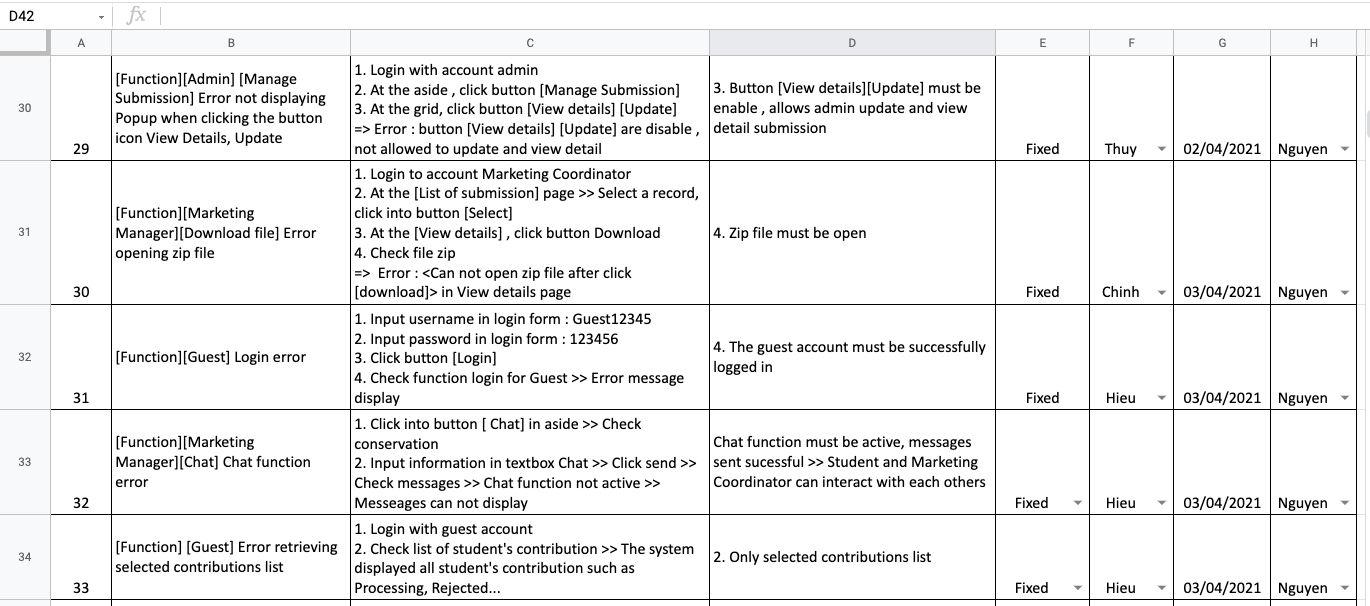 D42
fx
A B C D E F G H
30
29
[Function][Admin] [Manage
Submission] Error not displaying
Popup when clicking the button
icon View Details, Update
1. Login with account admin
2. At the aside , click button [Manage Submission]
3. At the grid, click button [View details] [Update]
=> Error : button [View details] [Update] are disable ,
not allowed to update and view detail
3. Button [View details][Update] must be
enable , allows admin update and view
detail submission
Fixed
Thuy
02/04/2021
Nguyen
31
30
[Function][Marketing
Manager][Download file] Error
opening zip file
1. Login to account Marketing Coordinator
2. At the [List of submission] page >> Select a record,
click into button [Select]
3. At the [View details] , click button Download
4. Check file zip
=>  Error : <Can not open zip file after click
[download]> in View details page
4. Zip file must be open
Fixed
Chinh
03/04/2021
Nguyen
32
31
[Function][Guest] Login error
1. Input username in login form : Guest12345
2. Input password in login form : 123456
3. Click button [Login]
4. Check function login for Guest >> Error message
display
4. The guest account must be successfully
logged in
Fixed
Hieu
03/04/2021
Nguyen
33
32
[Function][Marketing
Manager][Chat] Chat function
error
1. Click into button [ Chat] in aside >> Check
conservation
2. Input information in textbox Chat >> Click send >>
Check messages >> Chat function not active >>
Messeages can not display
Chat function must be active, messages
sent sucessful >> Student and Marketing
Coordinator can interact with each others
Fixed
Hieu
03/04/2021
Nguyen
34
33
[Function] [Guest] Error retrieving
selected contributions list
1. Login with guest account
2. Check list of student's contribution >> The system
displayed all student's contribution such as
Processing, Rejected...
2. Only selected contributions list
Fixed
Hieu
03/04/2021
Nguyen